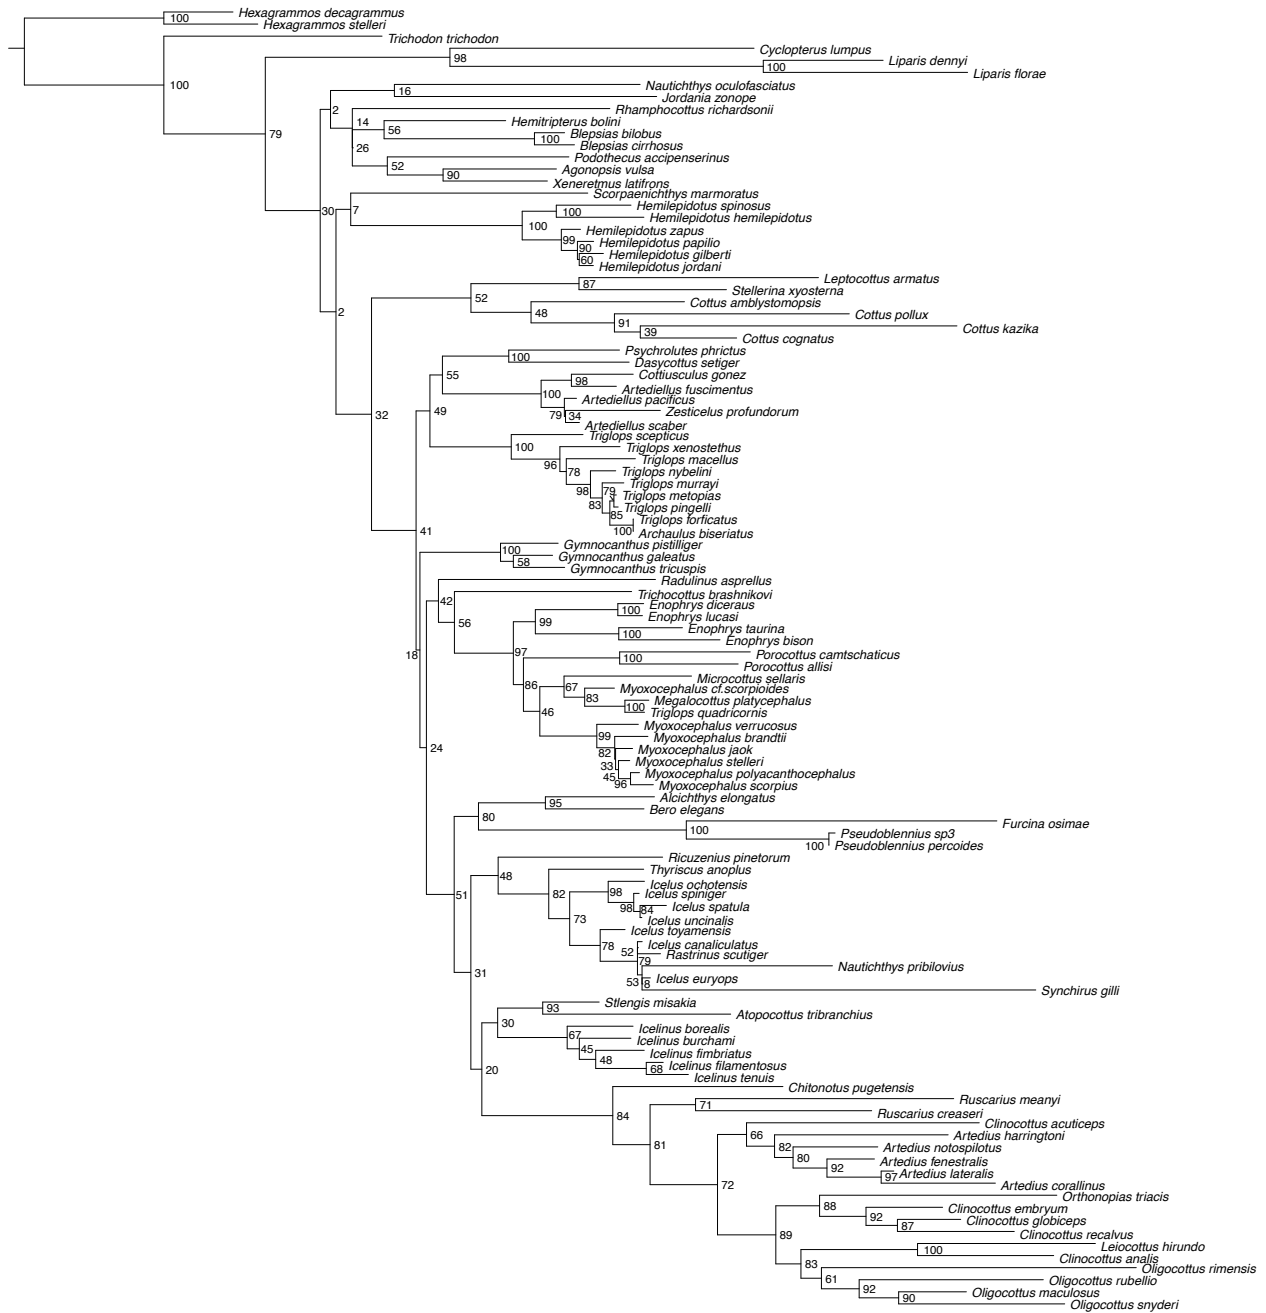 Hexagrammos decagrammus
100
Hexagrammos stelleri
Trichodon trichodon
Cyclopterus lumpus
98
Liparis dennyi
100
Liparis florae
100
Nautichthys oculofasciatus
16
Jordania zonope
2
Rhamphocottus richardsonii
14
Hemitripterus bolini
56
Blepsias bilobus
79
100
Blepsias cirrhosus
26
Podothecus accipenserinus
52
Agonopsis vulsa
90
Xeneretmus latifrons
Scorpaenichthys marmoratus
30
7
Hemilepidotus spinosus
100
Hemilepidotus hemilepidotus
100
Hemilepidotus zapus
99
Hemilepidotus papilio
90
Hemilepidotus gilberti
60
Hemilepidotus jordani
Leptocottus armatus
87
Stellerina xyosterna
52
Cottus amblystomopsis
2
48
Cottus pollux
91
Cottus kazika
39
Cottus cognatus
Psychrolutes phrictus
100
Dasycottus setiger
55
Cottiusculus gonez
98
Artediellus fuscimentus
100
Artediellus pacificus
49
Zesticelus profundorum
32
79
34
Artediellus scaber
Triglops scepticus
100
Triglops xenostethus
96
Triglops macellus
78
Triglops nybelini
98
Triglops murrayi
79
Triglops metopias
83
Triglops pingelli
85
Triglops forficatus
41
100
Archaulus biseriatus
Gymnocanthus pistilliger
100
Gymnocanthus galeatus
58
Gymnocanthus tricuspis
Radulinus asprellus
Trichocottus brashnikovi
42
Enophrys diceraus
100
Enophrys lucasi
56
99
Enophrys taurina
100
Enophrys bison
18
97
Porocottus camtschaticus
100
Porocottus allisi
Microcottus sellaris
86
67
Myoxocephalus cf.scorpioides
83
Megalocottus platycephalus
100
46
Triglops quadricornis
Myoxocephalus verrucosus
99
Myoxocephalus brandtii
24
82
Myoxocephalus jaok
33
Myoxocephalus stelleri
45
Myoxocephalus polyacanthocephalus
96
Myoxocephalus scorpius
Alcichthys elongatus
95
Bero elegans
80
Furcina osimae
100
Pseudoblennius sp3
100
Pseudoblennius percoides
Ricuzenius pinetorum
48
Thyriscus anoplus
Icelus ochotensis
51
82
98
Icelus spiniger
98
84
Icelus spatula
73
Icelus uncinalis
Icelus toyamensis
78
Icelus canaliculatus
52
Rastrinus scutiger
79
Nautichthys pribilovius
31
Icelus euryops
53
8
Synchirus gilli
Stlengis misakia
93
Atopocottus tribranchius
30
Icelinus borealis
67
Icelinus burchami
45
Icelinus fimbriatus
48
Icelinus filamentosus
20
68
Icelinus tenuis
Chitonotus pugetensis
Ruscarius meanyi
71
84
Ruscarius creaseri
Clinocottus acuticeps
66
Artedius harringtoni
81
82
Artedius notospilotus
80
Artedius fenestralis
92
Artedius lateralis
97
72
Artedius corallinus
Orthonopias triacis
88
Clinocottus embryum
92
Clinocottus globiceps
87
89
Clinocottus recalvus
Leiocottus hirundo
100
Clinocottus analis
83
Oligocottus rimensis
61
Oligocottus rubellio
92
Oligocottus maculosus
90
Oligocottus snyderi